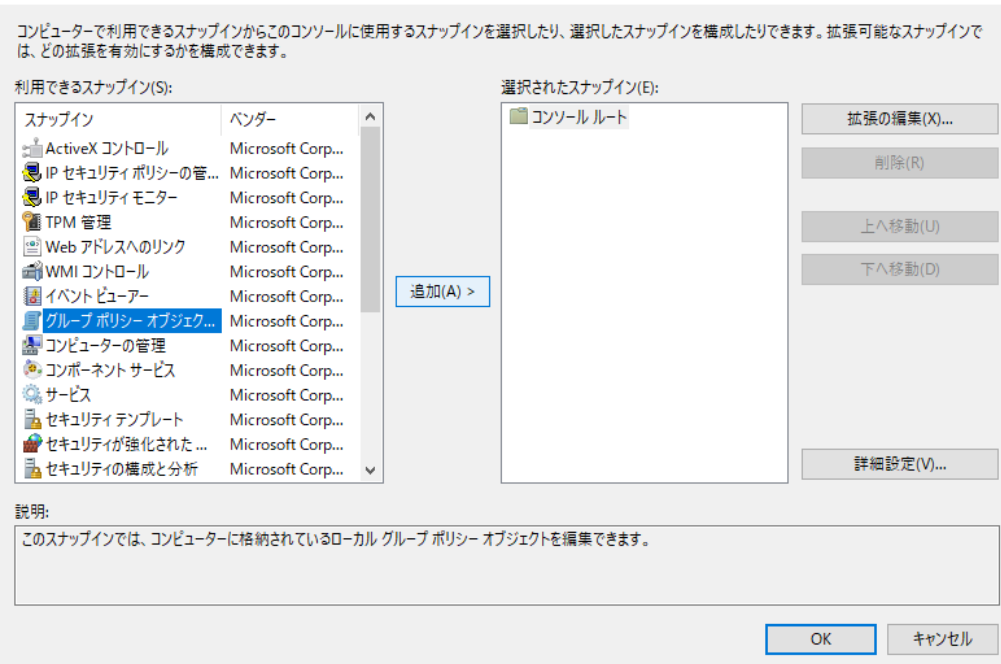 コンピューターで利用できるスナップインからこのコンソールに使用するスナップインを選択したり、選択したスナップインを構成したりできます。拡張可能なスナップインで
は、どの拡張を有効にするかを構成できます。
利用できるスナップイン(S):
スナップイン ベンダー
ActiveX コントロール Microsoft Corp...
IP セキュリティ ポリシーの管... Microsoft Corp...
IP セキュリティ モニター Microsoft Corp...
TPM 管理 Microsoft Corp...
Web アドレスへのリンク Microsoft Corp...
WMI コントロール Microsoft Corp...
イベント ビューアー Microsoft Corp...
グループ ポリシー オブジェク... Microsoft Corp...
コンピューターの管理 Microsoft Corp...
コンポーネント サービス Microsoft Corp...
サービス Microsoft Corp...
セキュリティ テンプレート Microsoft Corp...
セキュリティが強化された ... Microsoft Corp...
セキュリティの構成と分析 Microsoft Corp...
追加(A) >
選択されたスナップイン(E):
コンソール ルート
拡張の編集(X)...
削除(R)
上へ移動(U)
下へ移動(D)
詳細設定(V)...
説明:
このスナップインでは、コンピューターに格納されているローカル グループ ポリシー オブジェクトを編集できます。
OK
キャンセル